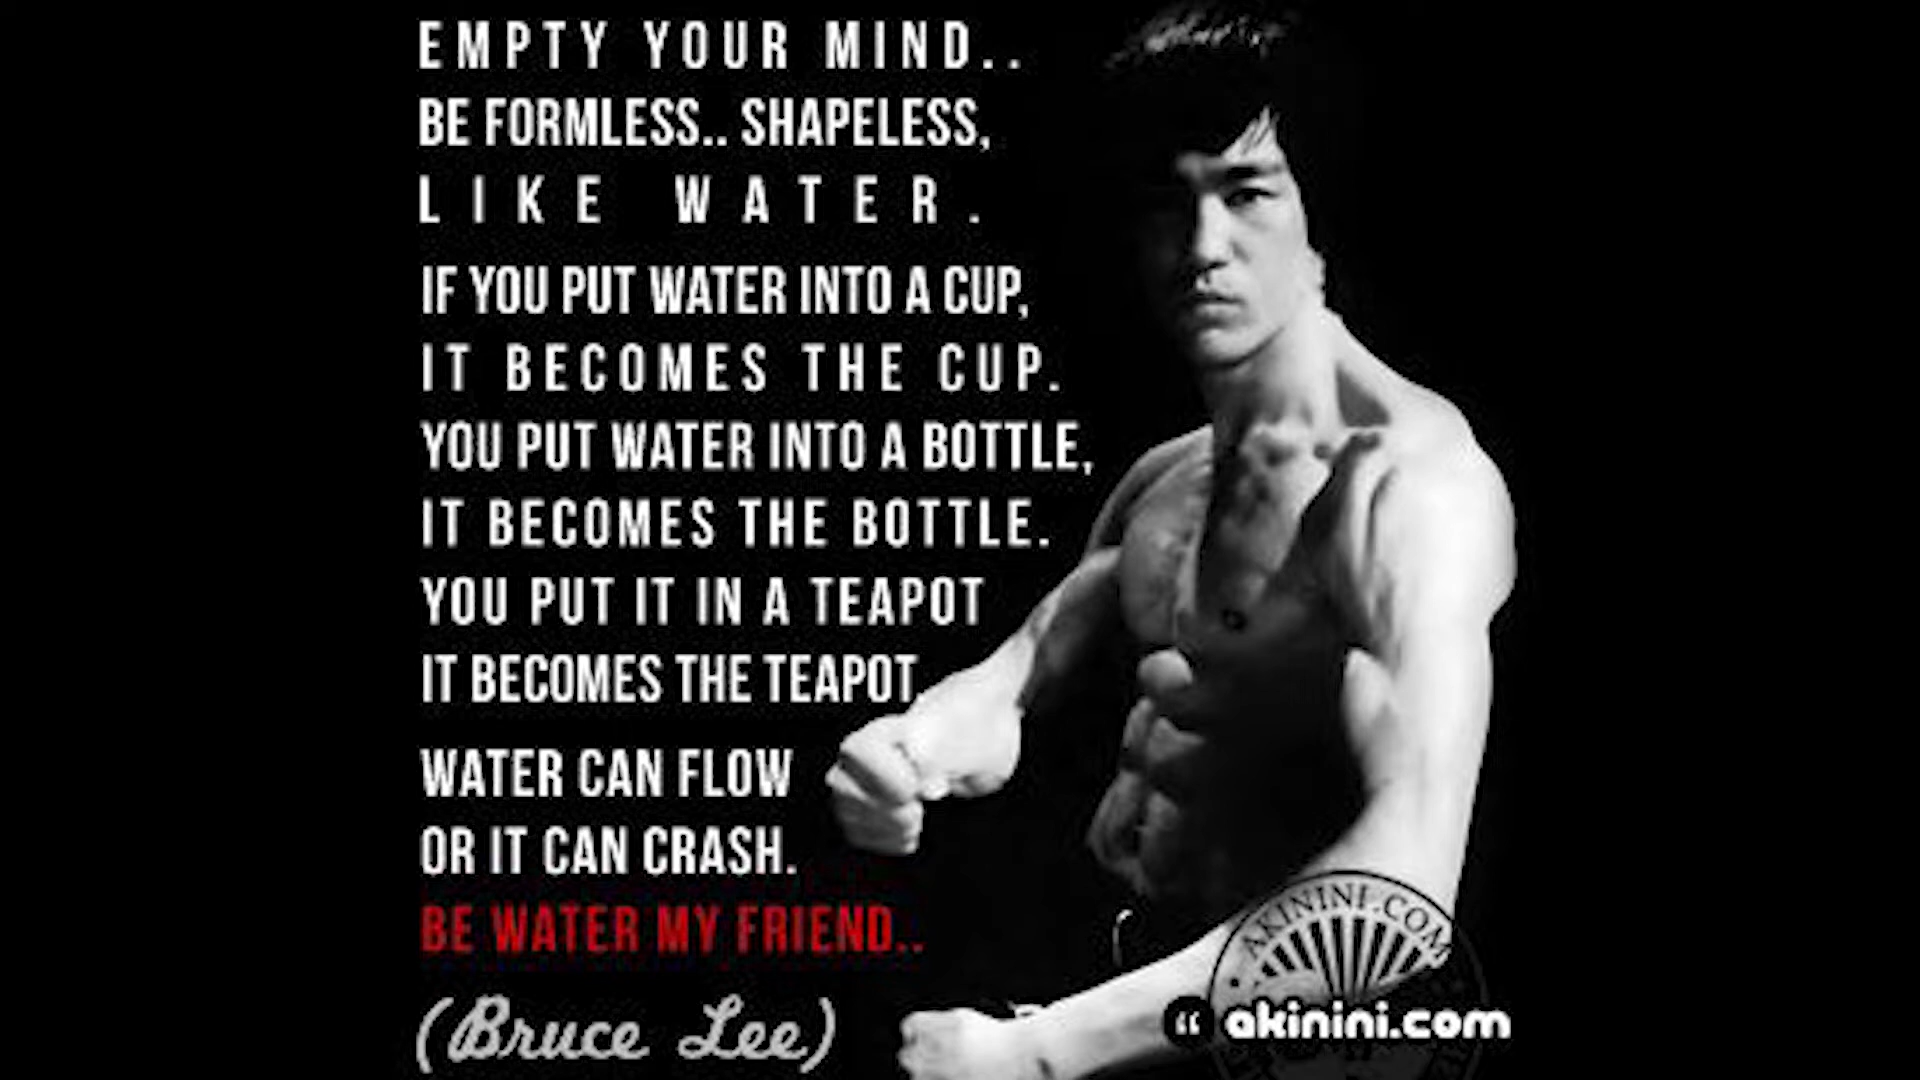 EMPTY YOUR MIND..
BE FORMLESS.. SHAPELESS,
LIKE WATER.
IF YOU PUT WATER INTO A CUP,
IT BECOMES THE CUP.
YOU PUT WATER INTO A BOTTLE,
IT BECOMES THE BOTTLE.
YOU PUT IT IN A TEAPOT
IT BECOMES THE TEAPOT.
WATER CAN FLOW
OR IT CAN CRASH.
BE WATER MY FRIEND..
(Bruce Lee)
AKININI.COM
“ akinini.com